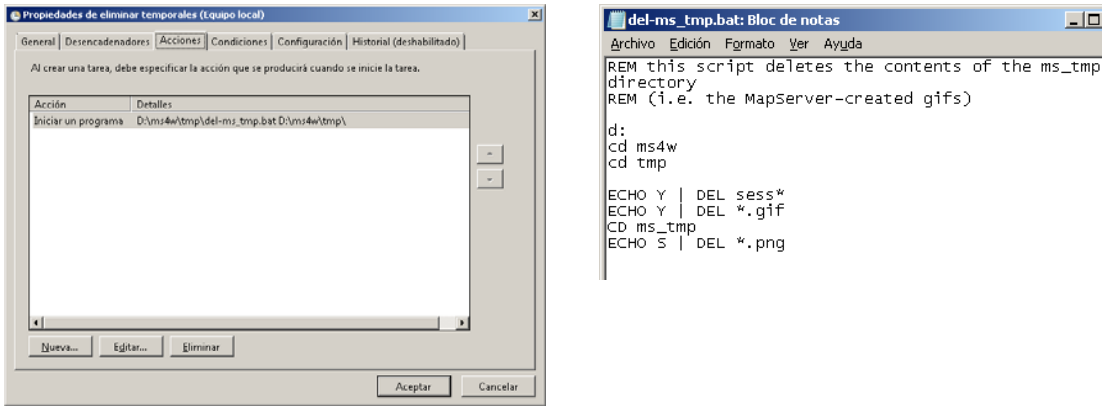 Propiedades de eliminar temporales (Equipo local)
General Desencadenadores Acciones Condiciones Configuración Historial (deshabilitado)
Al crear una tarea, debe especificar la acción que se producirá cuando se inicie la tarea.
Acción Detalles
Iniciar un programa D:\ms4w\tmp\del-ms_tmp.bat D:\ms4w\tmp\
Nueva... Editar... Eliminar
Aceptar Cancelar
del-ms_tmp.bat: Bloc de notas
Archivo Edición Formato Ver Ayuda
REM this script deletes the contents of the ms_tmp
directory
REM (i.e. the MapServer-created gifs)
d:
cd ms4w
cd tmp
ECHO Y | DEL sess*
ECHO Y | DEL *.gif
CD ms_tmp
ECHO S | DEL *.png